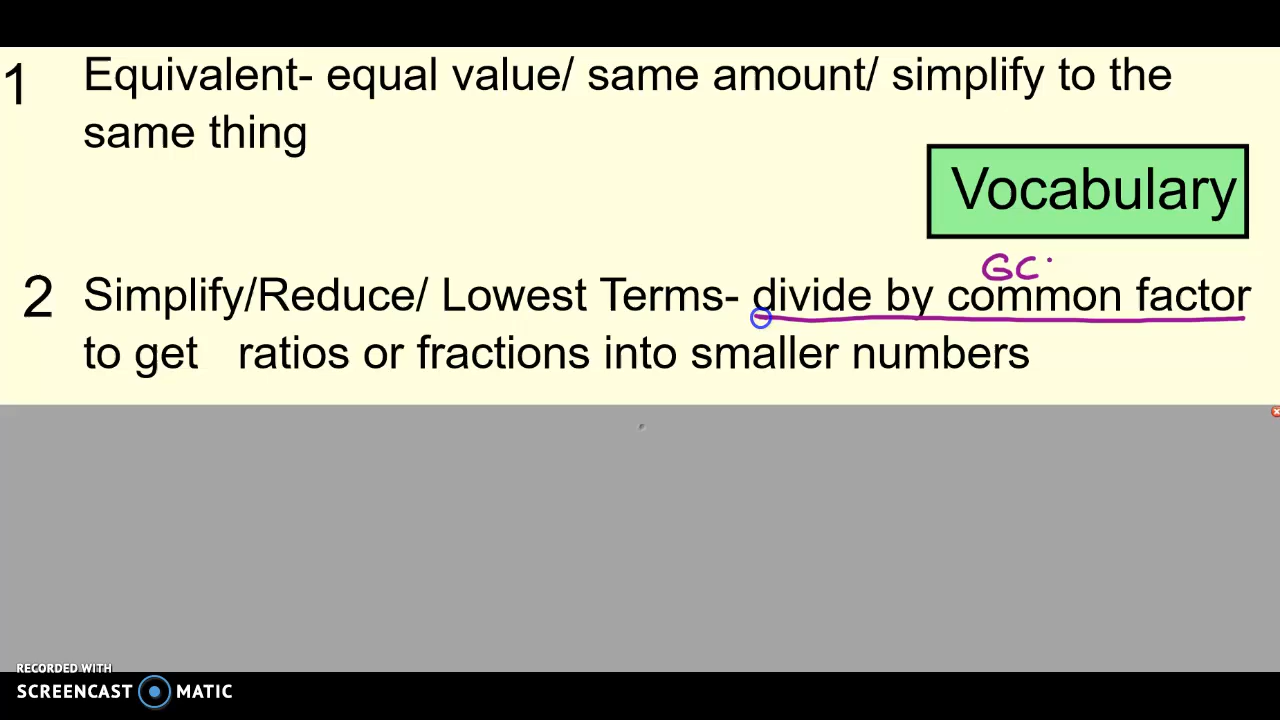 1 Equivalent- equal value/ same amount/ simplify to the
same thing
Vocabulary
GC
2 Simplify/Reduce/ Lowest Terms- divide by common factor
to get ratios or fractions into smaller numbers
RECORDED WITH
SCREENCAST MATIC